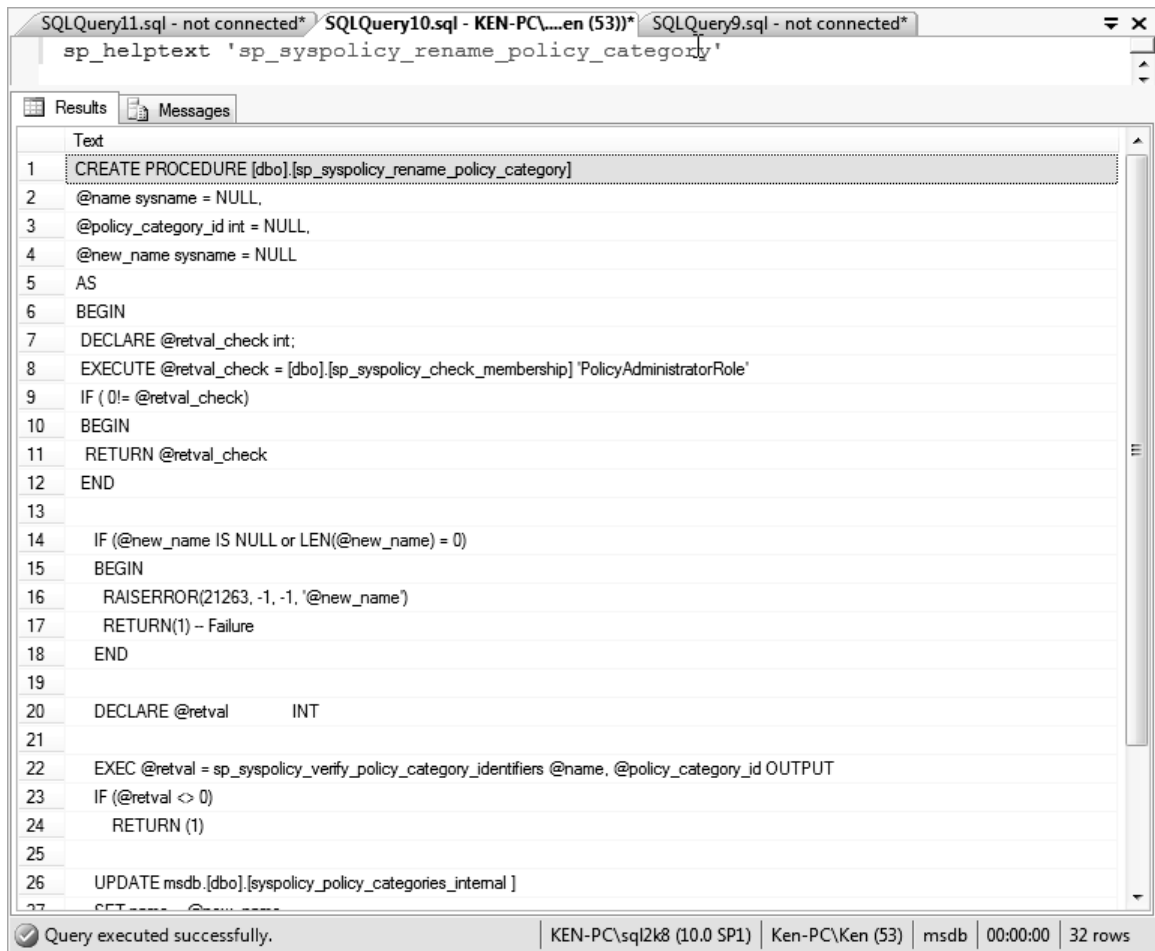 SQLQuery11.sql - not connected* SQLQuery10.sql - KEN-PC\....en (53))* SQLQuery9.sql - not connected*
sp_helptext 'sp_syspolicy_rename_policy_category'
Results Messages
Text
1 CREATE PROCEDURE [dbo].[sp_syspolicy_rename_policy_category]
2 @name sysname = NULL,
3 @policy_category_id int = NULL,
4 @new_name sysname = NULL
5 AS
6 BEGIN
7 DECLARE @retval_check int;
8 EXECUTE @retval_check = [dbo].[sp_syspolicy_check_membership] 'PolicyAdministratorRole'
9 IF ( 0!= @retval_check)
10 BEGIN
11 RETURN @retval_check
12 END
13
14 IF (@new_name IS NULL or LEN(@new_name) = 0)
15 BEGIN
16 RAISERROR(21263, -1, -1, '@new_name')
17 RETURN(1) -- Failure
18 END
19
20 DECLARE @retval INT
21
22 EXEC @retval = sp_syspolicy_verify_policy_category_identifiers @name, @policy_category_id OUTPUT
23 IF (@retval <> 0)
24 RETURN (1)
25
26 UPDATE msdb.[dbo].[syspolicy_policy_categories_internal ]
27 SET name = @new_name
Query executed successfully. KEN-PC\sql2k8 (10.0 SP1) Ken-PC\Ken (53) msdb 00:00:00 32 rows